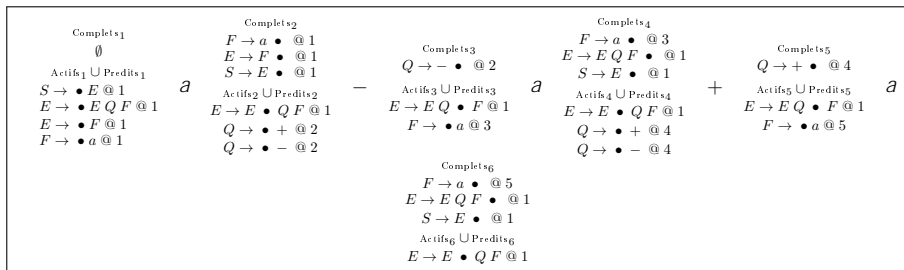 Complets₁
∅
Actifs₁ ∪ Predits₁
S → • E @ 1
E → • E Q F @ 1
E → • F @ 1
F → • a @ 1
a
Complets₂
F → a • @ 1
E → F • @ 1
S → E • @ 1
Actifs₂ ∪ Predits₂
E → E • Q F @ 1
Q → • + @ 2
Q → • − @ 2
−
Complets₃
Q → − • @ 2
Actifs₃ ∪ Predits₃
E → E Q • F @ 1
F → • a @ 3
a
Complets₄
F → a • @ 3
E → E Q F • @ 1
S → E • @ 1
Actifs₄ ∪ Predits₄
E → E • Q F @ 1
Q → • + @ 4
Q → • − @ 4
+
Complets₅
Q → + • @ 4
Actifs₅ ∪ Predits₅
E → E Q • F @ 1
F → • a @ 5
a
Complets₆
F → a • @ 5
E → E Q F • @ 1
S → E • @ 1
Actifs₆ ∪ Predits₆
E → E • Q F @ 1